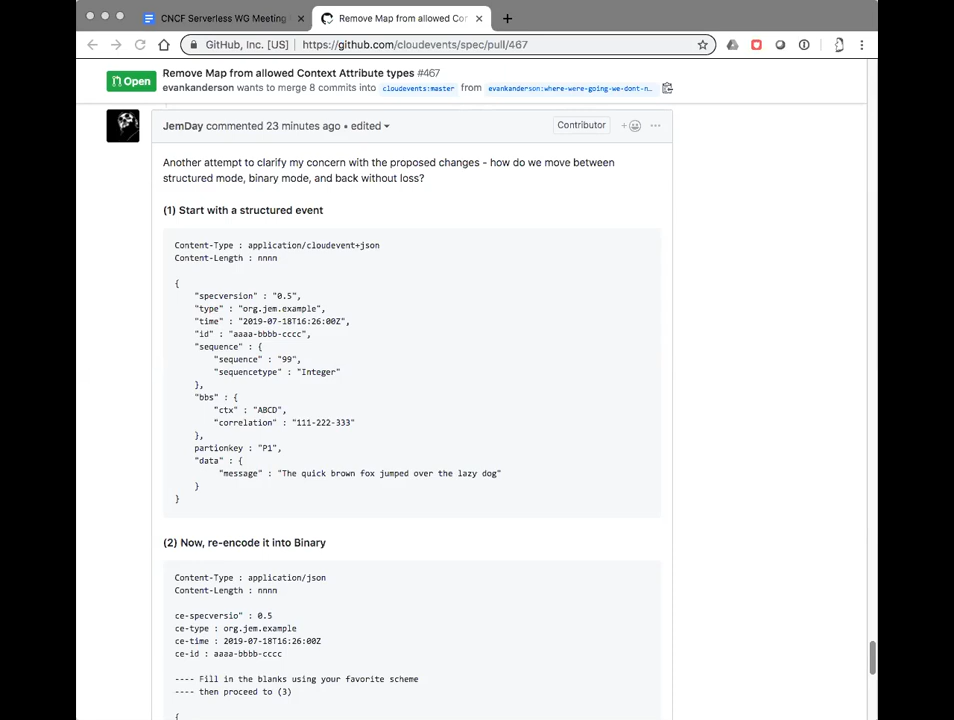 CNCF Serverless WG Meeting
Remove Map from allowed Cor
GitHub, Inc. [US]
https://github.com/cloudevents/spec/pull/467
Open
Remove Map from allowed Context Attribute types #467
evankanderson wants to merge 8 commits into cloudevents:master from evankanderson:where-were-going-we-dont-n…
JemDay commented 23 minutes ago • edited
Contributor
Another attempt to clarify my concern with the proposed changes - how do we move between
structured mode, binary mode, and back without loss?
(1) Start with a structured event
Content-Type : application/cloudevent+json
Content-Length : nnnn
{
"specversion" : "0.5",
"type" : "org.jem.example",
"time" : "2019-07-18T16:26:00Z",
"id" : "aaaa-bbbb-cccc",
"sequence" : {
"sequence" : "99",
"sequencetype" : "Integer"
},
"bbs" : {
"ctx" : "ABCD",
"correlation" : "111-222-333"
},
partionkey : "P1",
"data" : {
"message" : "The quick brown fox jumped over the lazy dog"
}
}
(2) Now, re-encode it into Binary
Content-Type : application/json
Content-Length : nnnn
ce-specversio" : 0.5
ce-type : org.jem.example
ce-time : 2019-07-18T16:26:00Z
ce-id : aaaa-bbbb-cccc
---- Fill in the blanks using your favorite scheme
---- then proceed to (3)
{